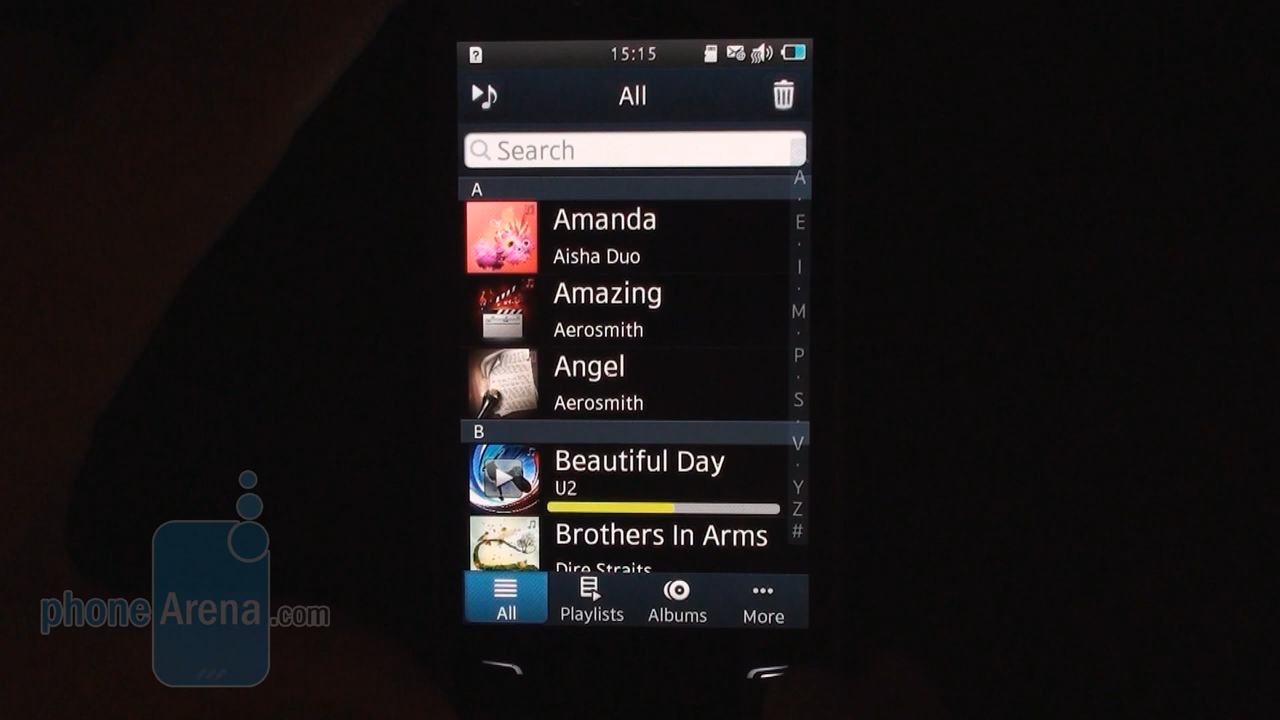 15:15
All
Search
A
Amanda
Aisha Duo
Amazing
Aerosmith
Angel
Aerosmith
B
Beautiful Day
U2
Brothers In Arms
Dire Straits
A
E
I
M
P
S
V
Y
Z
#
All
Playlists
Albums
More
phoneArena.com